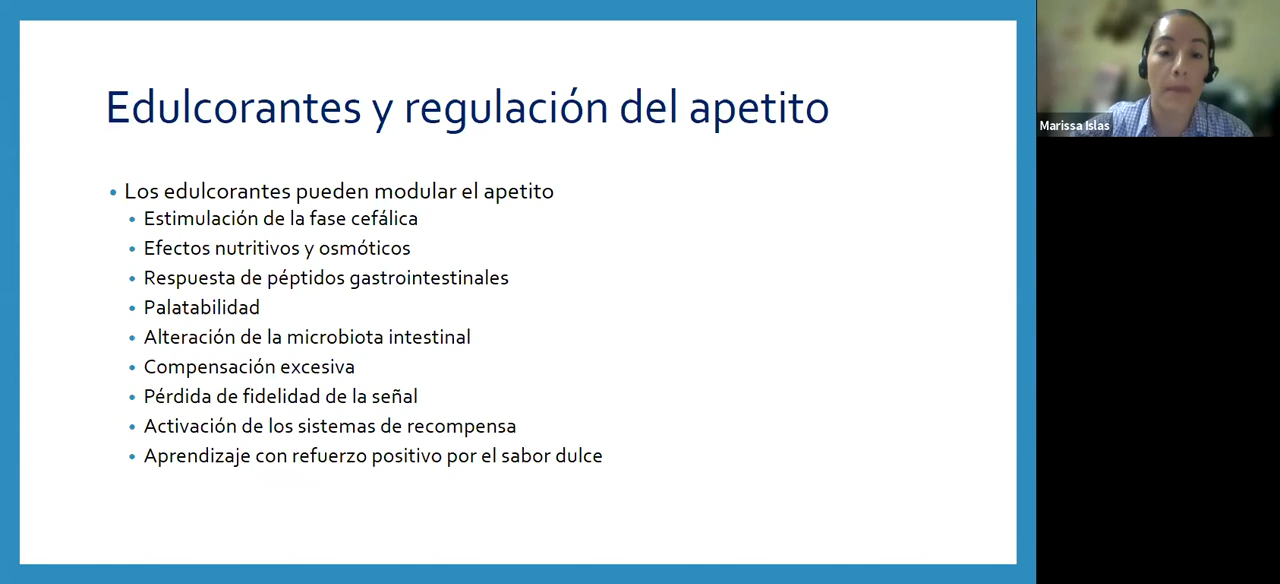 Edulcorantes y regulación del apetito
• Los edulcorantes pueden modular el apetito
• Estimulación de la fase cefálica
• Efectos nutritivos y osmóticos
• Respuesta de péptidos gastrointestinales
• Palatabilidad
• Alteración de la microbiota intestinal
• Compensación excesiva
• Pérdida de fidelidad de la señal
• Activación de los sistemas de recompensa
• Aprendizaje con refuerzo positivo por el sabor dulce
Marissa Islas